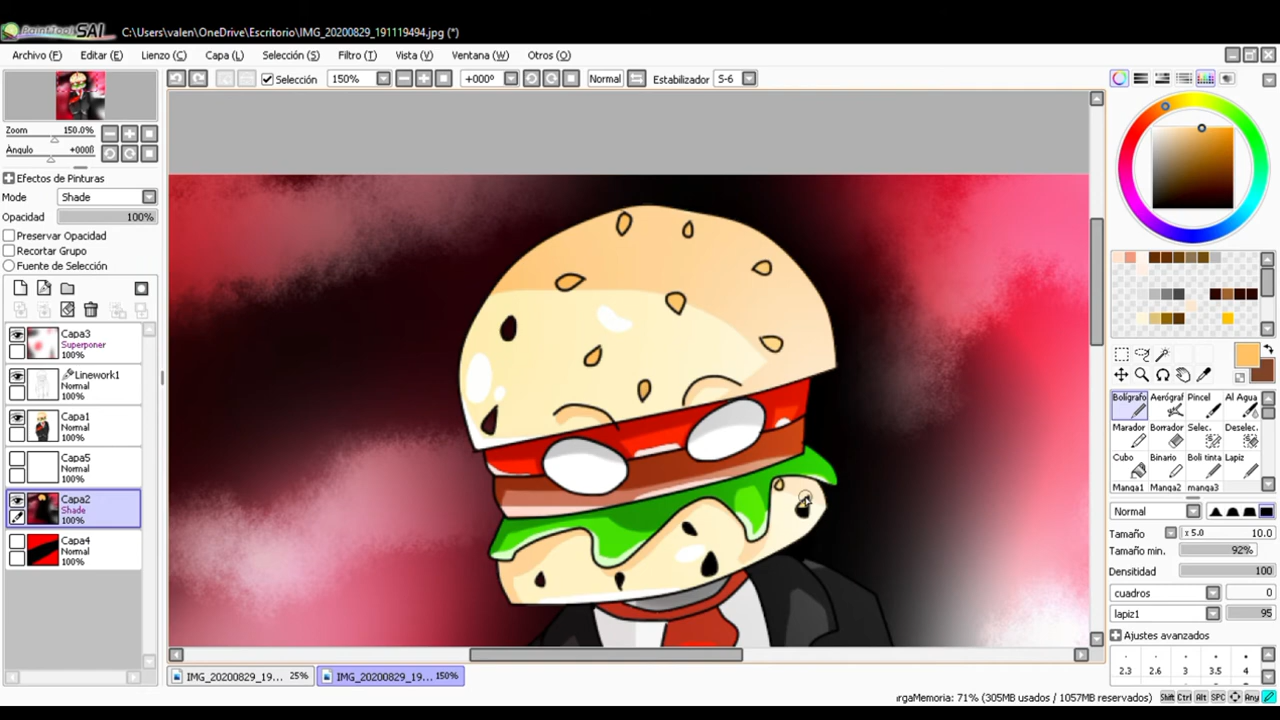 PaintTool SAI C:\Users\valen\OneDrive\Escritorio\IMG_20200829_191119494.jpg (*)
Archivo (F) Editar (E) Lienzo (C) Capa (L) Selección (S) Filtro (T) Vista (V) Ventana (W) Otros (O)
Selección 150% +000° Normal Estabilizador S-6
Zoom 150.0%
Ángulo +000ß
Efectos de Pinturas
Mode Shade
Opacidad 100%
Preservar Opacidad
Recortar Grupo
Fuente de Selección
Capa3
Superponer
100%
Linework1
Normal
100%
Capa1
Normal
100%
Capa5
Normal
100%
Capa2
Shade
100%
Capa4
Normal
100%
Boligrafo Aerógraf Pincel Al Agua
Marador Borrador Selec. Deselec.
Cubo Binario Boli tinta Lapiz
Manga1 Manga2 manga3
Normal
Tamaño x 5.0 10.0
Tamaño min. 92%
Densitidad 100
cuadros 0
lapiz1 95
Ajustes avanzados
2.3 2.6 3 3.5 4
IMG_20200829_19... 25% IMG_20200829_19... 150%
rgaMemoria: 71% (305MB usados / 1057MB reservados) Shift Ctrl Alt SPC Any